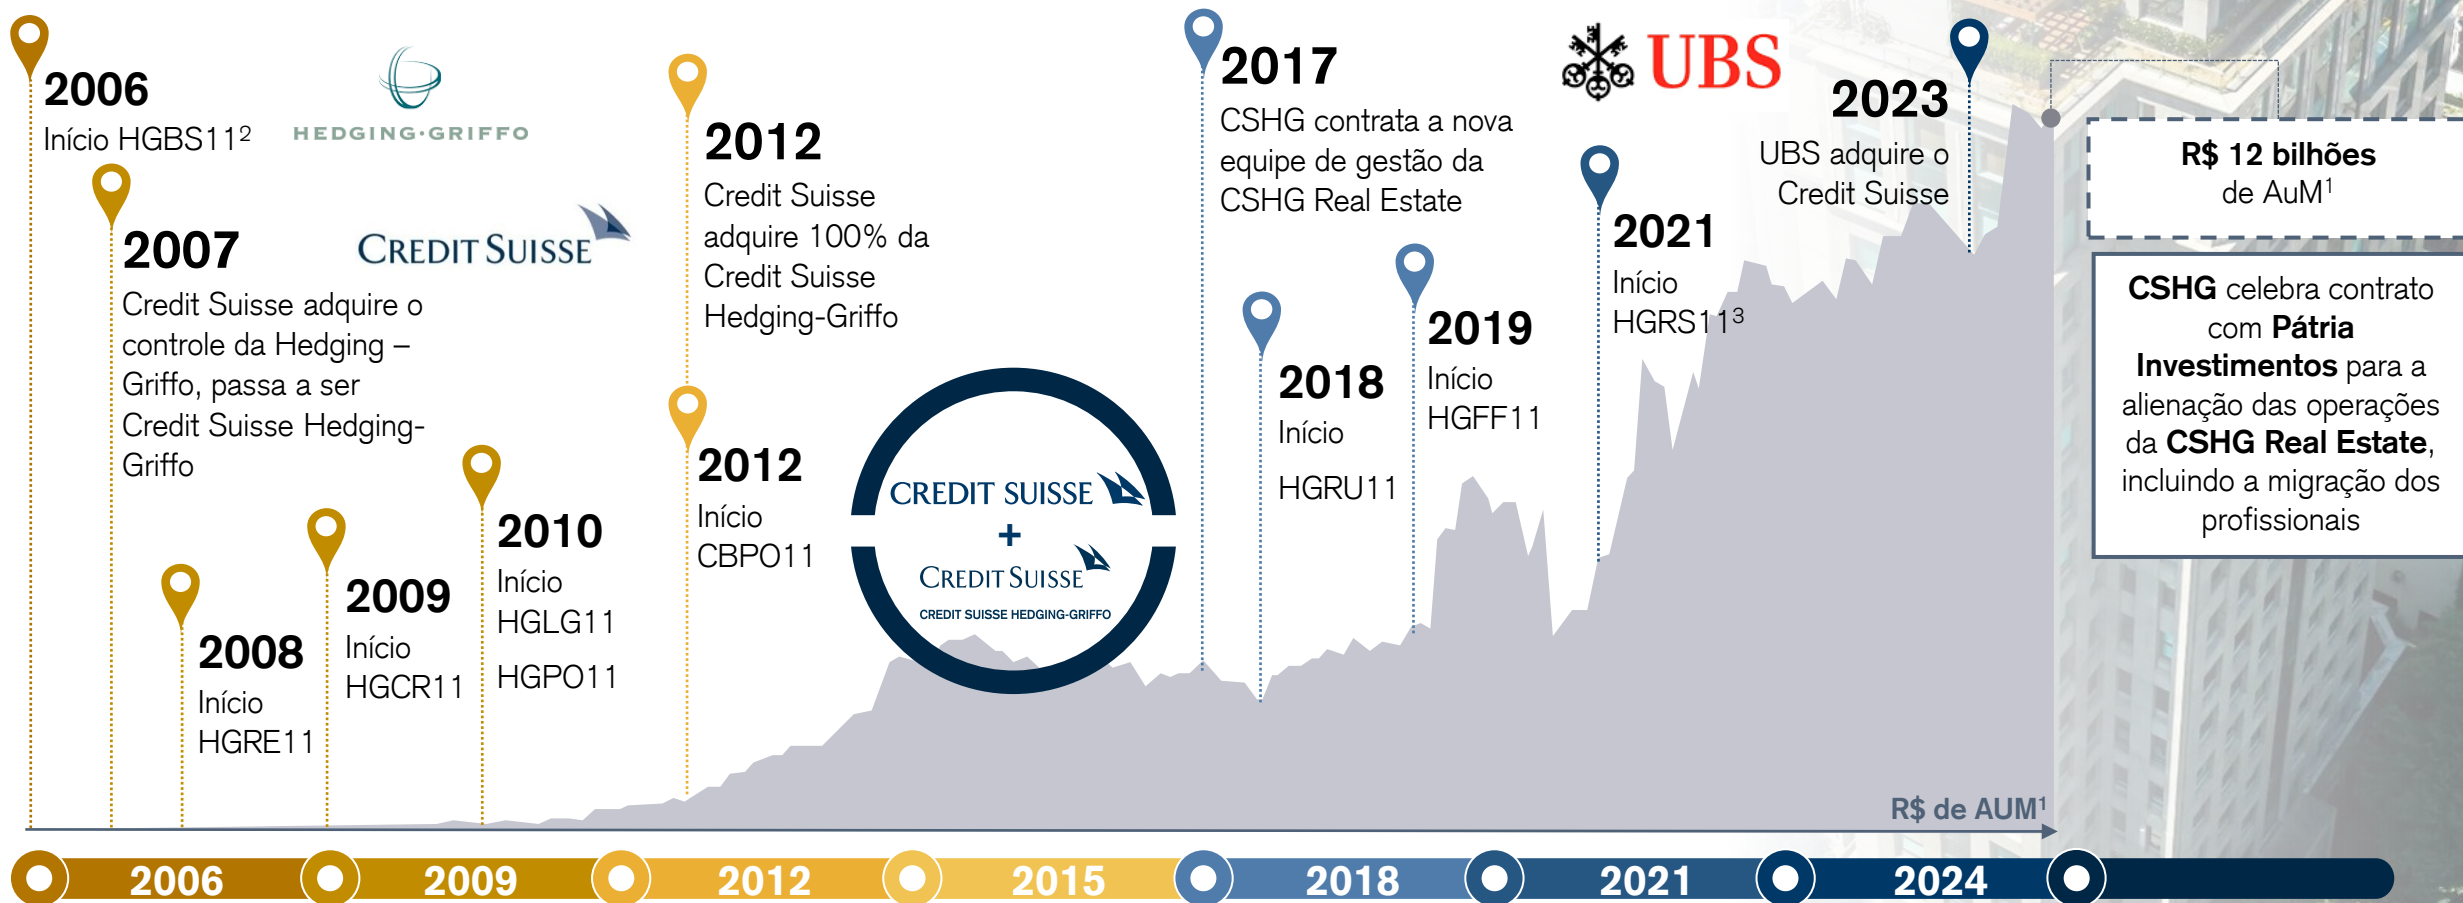 2006
Início HGBS11²
HEDGING·GRIFFO
2007
Credit Suisse adquire o
controle da Hedging –
Griffo, passa a ser
Credit Suisse Hedging-
Griffo
CREDIT SUISSE
2008
Início
HGRE11
2009
Início
HGCR11
2010
Início
HGLG11
HGPO11
2012
Credit Suisse
adquire 100% da
Credit Suisse
Hedging-Griffo
2012
Início
CBPO11
CREDIT SUISSE
+
CREDIT SUISSE
CREDIT SUISSE HEDGING-GRIFFO
2017
CSHG contrata a nova
equipe de gestão da
CSHG Real Estate
2018
Início
HGRU11
2019
Início
HGFF11
2021
Início
HGRS11³
UBS
2023
UBS adquire o
Credit Suisse
R$ 12 bilhões
de AuM¹
CSHG celebra contrato
com Pátria
Investimentos para a
alienação das operações
da CSHG Real Estate,
incluindo a migração dos
profissionais
R$ de AUM¹
2006
2009
2012
2015
2018
2021
2024